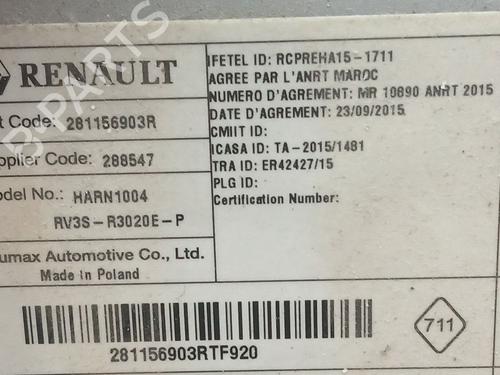 RENAULT
t Code: 281156903R
pplier Code: 288547
odel No.: HARN1004
RV3S-R3020E-P
umax Automotive Co., Ltd.
Made in Poland
IFETEL ID: RCPREHA15-1711
AGREE PAR L'ANRT MAROC
NUMERO D'AGREMENT: MR 10890 ANRT 2015
DATE D'AGREMENT: 23/09/2015
CMIIT ID:
ICASA ID: TA-2015/1481
TRA ID: ER42427/15
PLG ID:
Certification Number:
281156903RTF920
711
B-PARTS